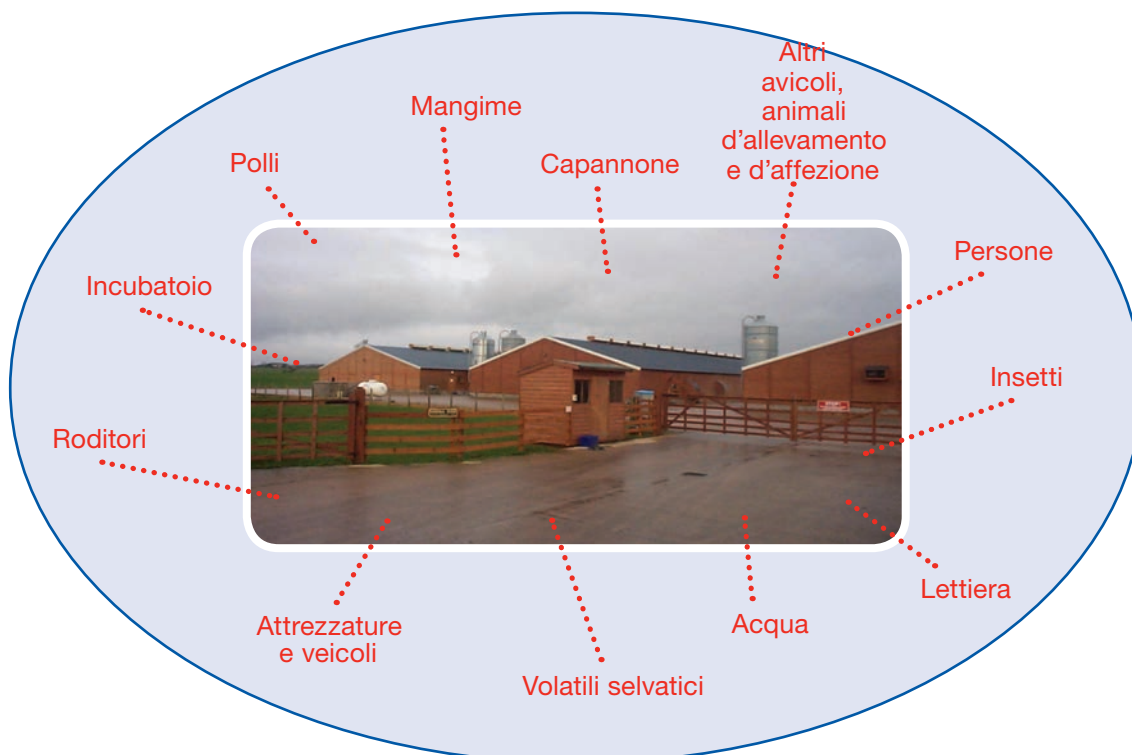 Altri
avicoli,
animali
d'allevamento
e d'affezione
Mangime
Capannone
Polli
Persone
Incubatoio
Insetti
Roditori
Lettiera
Attrezzature
e veicoli
Acqua
Volatili selvatici